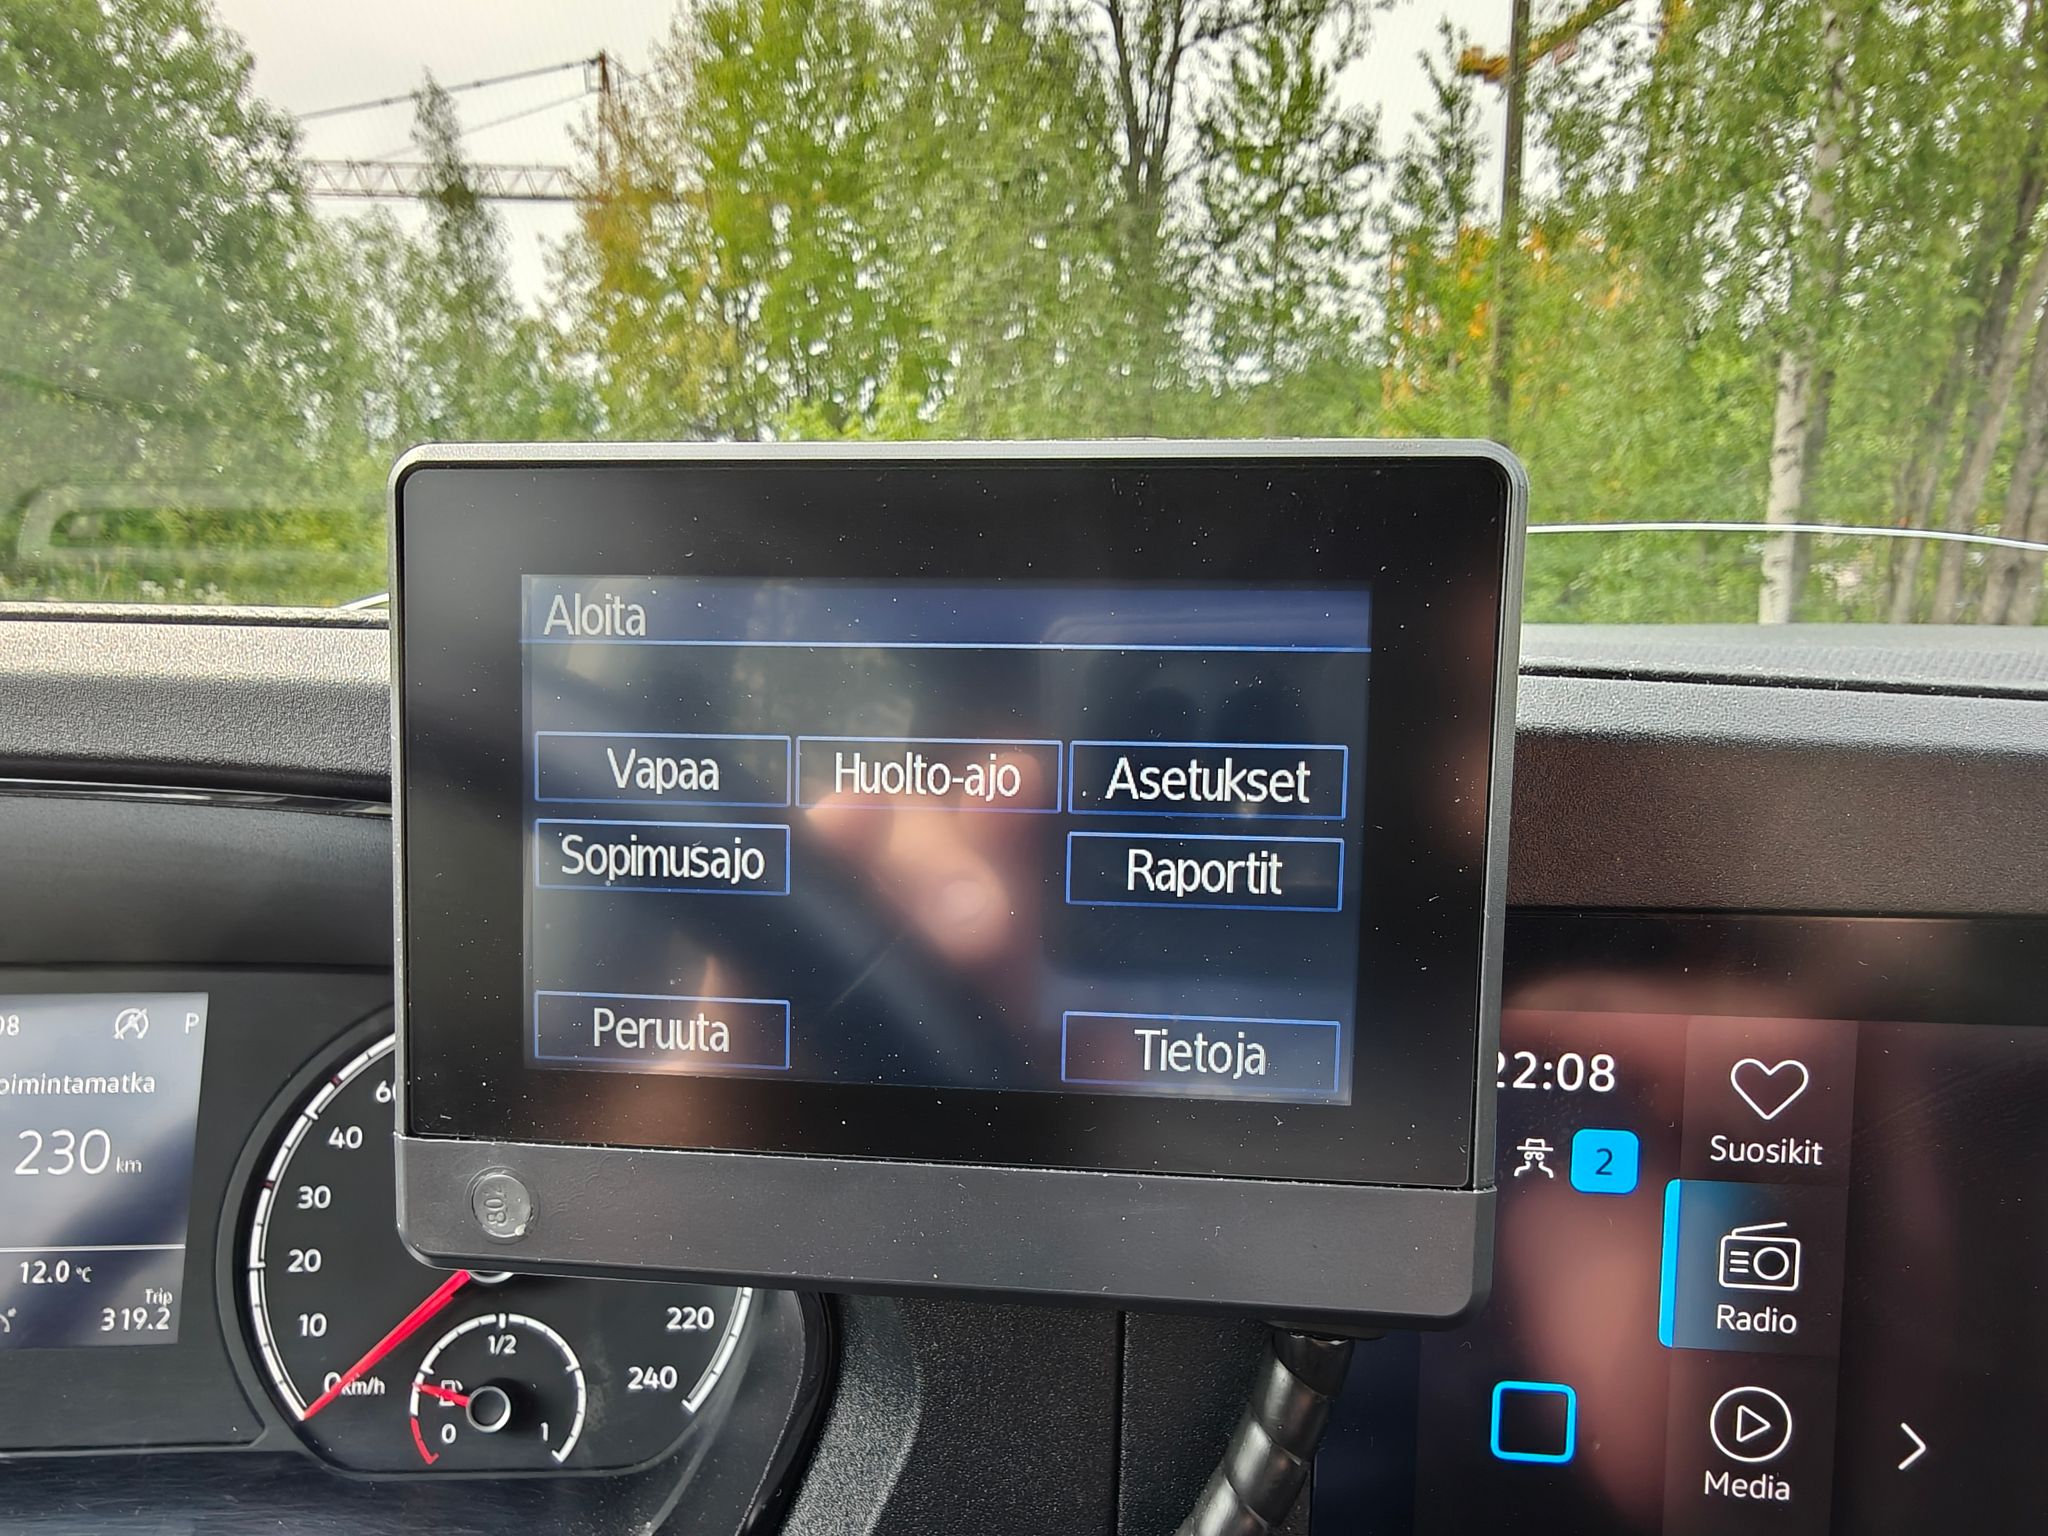 Aloita
Vapaa
Huolto-ajo
Asetukset
Sopimusajo
Raportit
Peruuta
Tietoja
08
P
oimintamatka
230 km
12.0 °C
Trip
319.2
40
30
20
10
0 km/h
1/2
0
1
220
240
22:08
2
Suosikit
Radio
Media